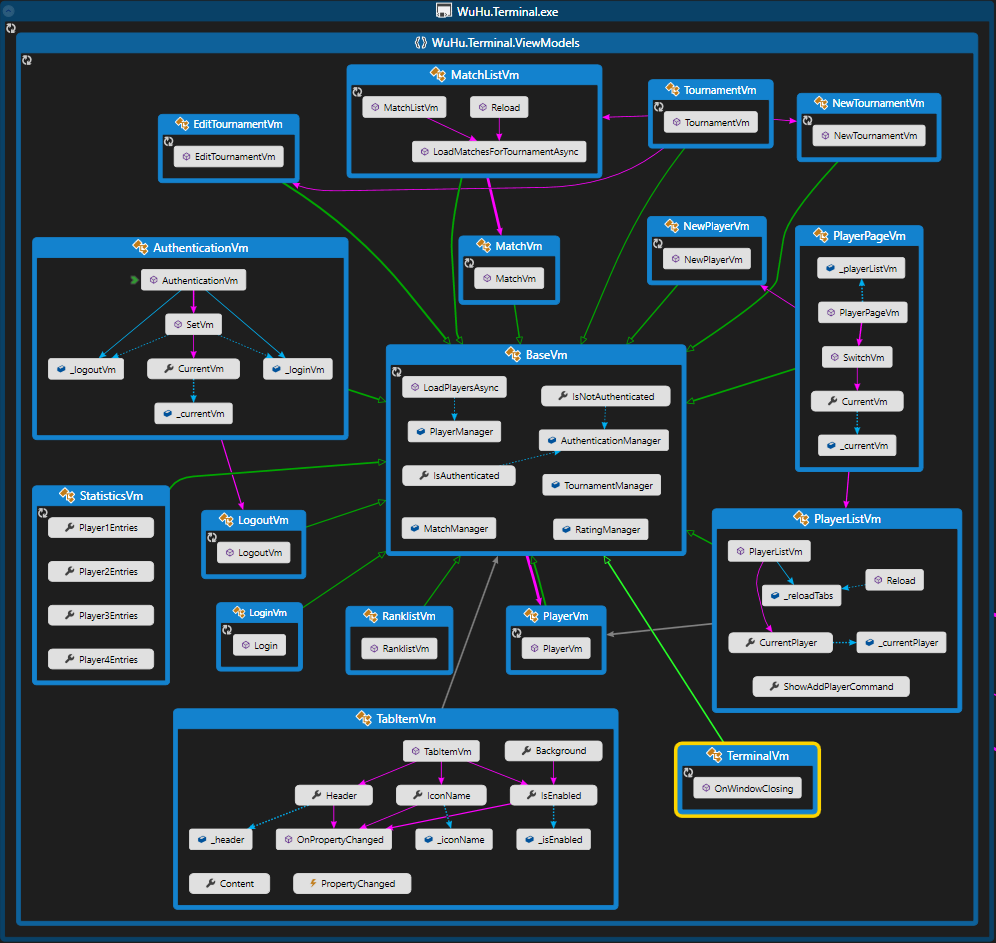 WuHu.Terminal.exe
WuHu.Terminal.ViewModels
MatchListVm
MatchListVm
Reload
LoadMatchesForTournamentAsync
TournamentVm
TournamentVm
NewTournamentVm
NewTournamentVm
EditTournamentVm
EditTournamentVm
AuthenticationVm
AuthenticationVm
SetVm
_logoutVm
CurrentVm
_loginVm
_currentVm
MatchVm
MatchVm
NewPlayerVm
NewPlayerVm
PlayerPageVm
_playerListVm
PlayerPageVm
SwitchVm
CurrentVm
_currentVm
BaseVm
LoadPlayersAsync
IsNotAuthenticated
PlayerManager
AuthenticationManager
IsAuthenticated
TournamentManager
MatchManager
RatingManager
StatisticsVm
Player1Entries
Player2Entries
Player3Entries
Player4Entries
LogoutVm
LogoutVm
LoginVm
Login
RanklistVm
RanklistVm
PlayerVm
PlayerVm
PlayerListVm
PlayerListVm
Reload
_reloadTabs
CurrentPlayer
_currentPlayer
ShowAddPlayerCommand
TabItemVm
TabItemVm
Background
Header
IconName
IsEnabled
_header
OnPropertyChanged
_iconName
_isEnabled
Content
PropertyChanged
TerminalVm
OnWindowClosing